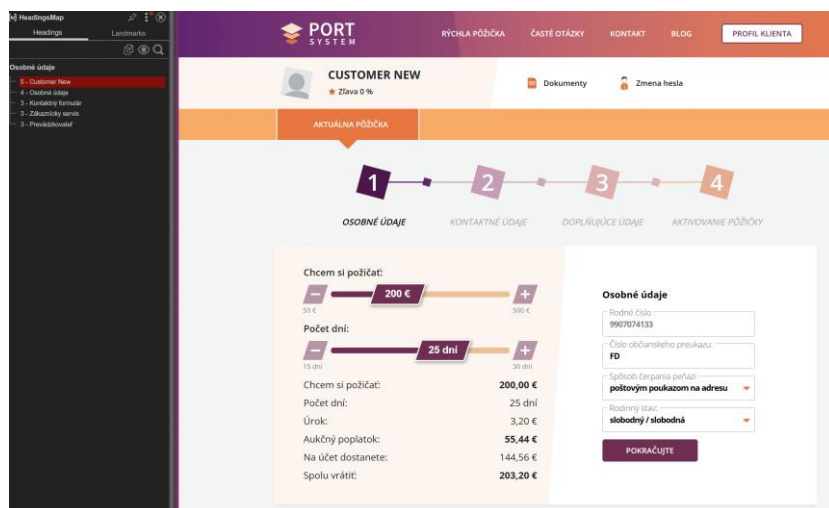 HeadingsMap
Headings
Landmarks
Osobné údaje
5 - Customer New
4 - Osobné údaje
3 - Kontaktný formulár
3 - Zákaznícky servis
3 - Prevádzkovateľ
PORT
SYSTEM
RÝCHLA PÔŽIČKA
ČASTÉ OTÁZKY
KONTAKT
BLOG
PROFIL KLIENTA
CUSTOMER NEW
Zľava 0 %
Dokumenty
Zmena hesla
AKTUÁLNA PÔŽIČKA
1
2
3
4
OSOBNÉ ÚDAJE
KONTAKTNÉ ÚDAJE
DOPLŇUJÚCE ÚDAJE
AKTIVOVANIE PÔŽIČKY
Chcem si požičať:
200 €
50 €
500 €
Počet dní:
25 dní
15 dní
30 dní
Chcem si požičať: 200,00 €
Počet dní: 25 dní
Úrok: 3,20 €
Aukčný poplatok: 55,44 €
Na účet dostanete: 144,56 €
Spolu vrátiť: 203,20 €
Osobné údaje
Rodné číslo
9907074133
Číslo občianskeho preukazu:
FD
Spôsob čerpania peňazí
poštovým poukazom na adresu
Rodinný stav:
slobodný / slobodná
POKRAČUJTE